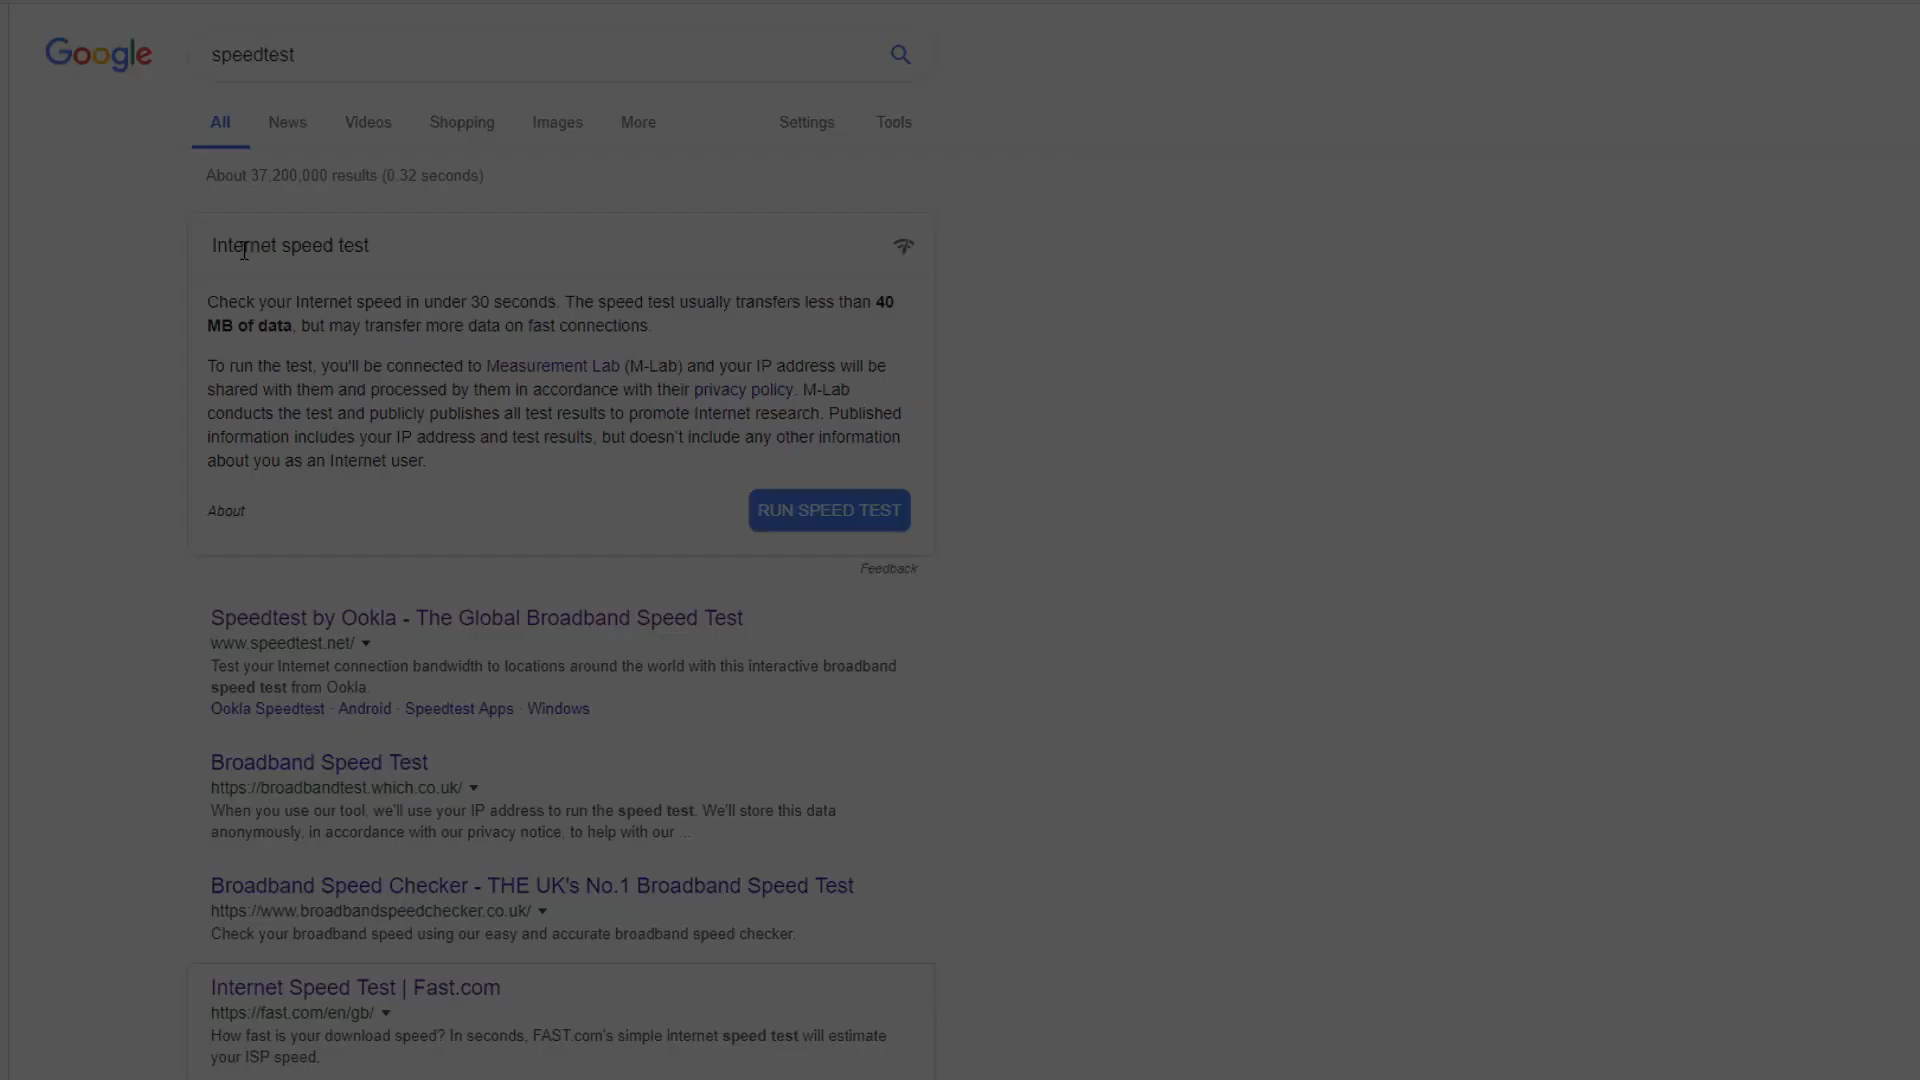 Google
speedtest
All News Videos Shopping Images More Settings Tools
About 37,200,000 results (0.32 seconds)
Internet speed test
Check your Internet speed in under 30 seconds. The speed test usually transfers less than 40
MB of data, but may transfer more data on fast connections.
To run the test, you'll be connected to Measurement Lab (M-Lab) and your IP address will be
shared with them and processed by them in accordance with their privacy policy. M-Lab
conducts the test and publicly publishes all test results to promote Internet research. Published
information includes your IP address and test results, but doesn't include any other information
about you as an Internet user.
About RUN SPEED TEST
Feedback
Speedtest by Ookla - The Global Broadband Speed Test
www.speedtest.net/
Test your Internet connection bandwidth to locations around the world with this interactive broadband
speed test from Ookla.
Ookla Speedtest · Android · Speedtest Apps · Windows
Broadband Speed Test
https://broadbandtest.which.co.uk/
When you use our tool, we'll use your IP address to run the speed test. We'll store this data
anonymously, in accordance with our privacy notice, to help with our ...
Broadband Speed Checker - THE UK's No.1 Broadband Speed Test
https://www.broadbandspeedchecker.co.uk/
Check your broadband speed using our easy and accurate broadband speed checker.
Internet Speed Test | Fast.com
https://fast.com/en/gb/
How fast is your download speed? In seconds, FAST.com's simple internet speed test will estimate
your ISP speed.